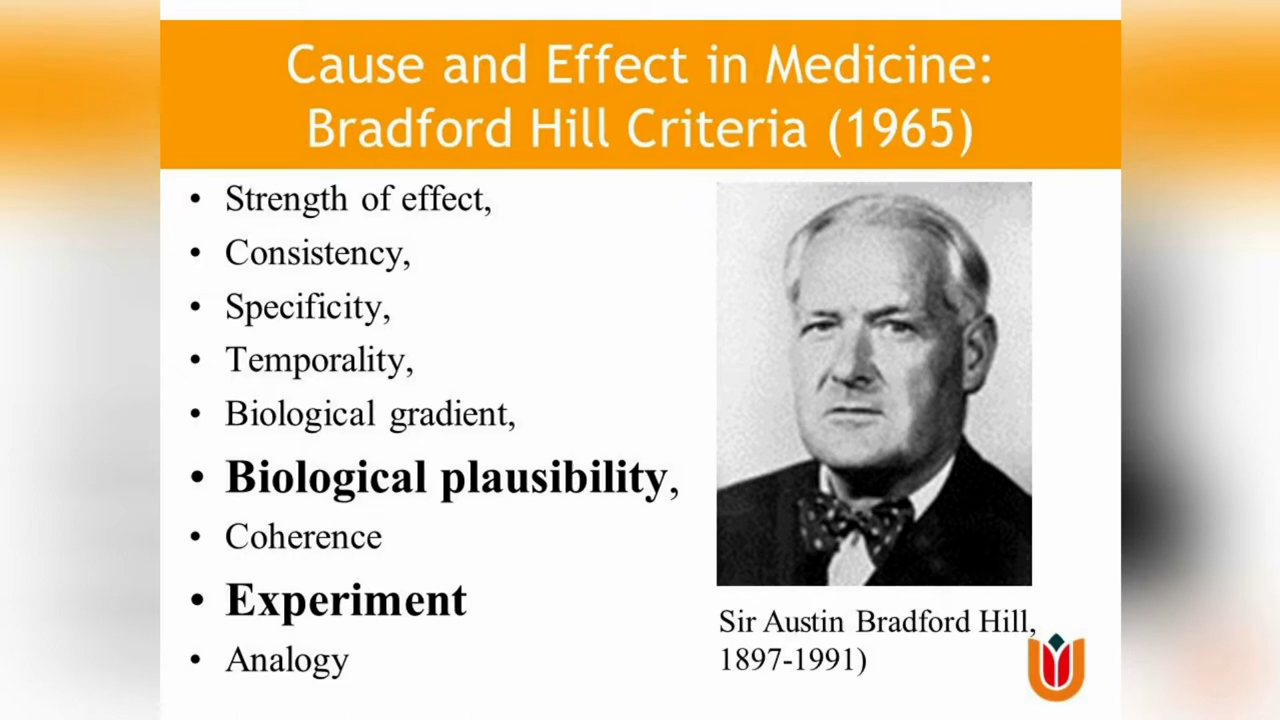 Cause and Effect in Medicine:
Bradford Hill Criteria (1965)
• Strength of effect,
• Consistency,
• Specificity,
• Temporality,
• Biological gradient,
• Biological plausibility,
• Coherence
• Experiment
• Analogy
Sir Austin Bradford Hill,
1897-1991)